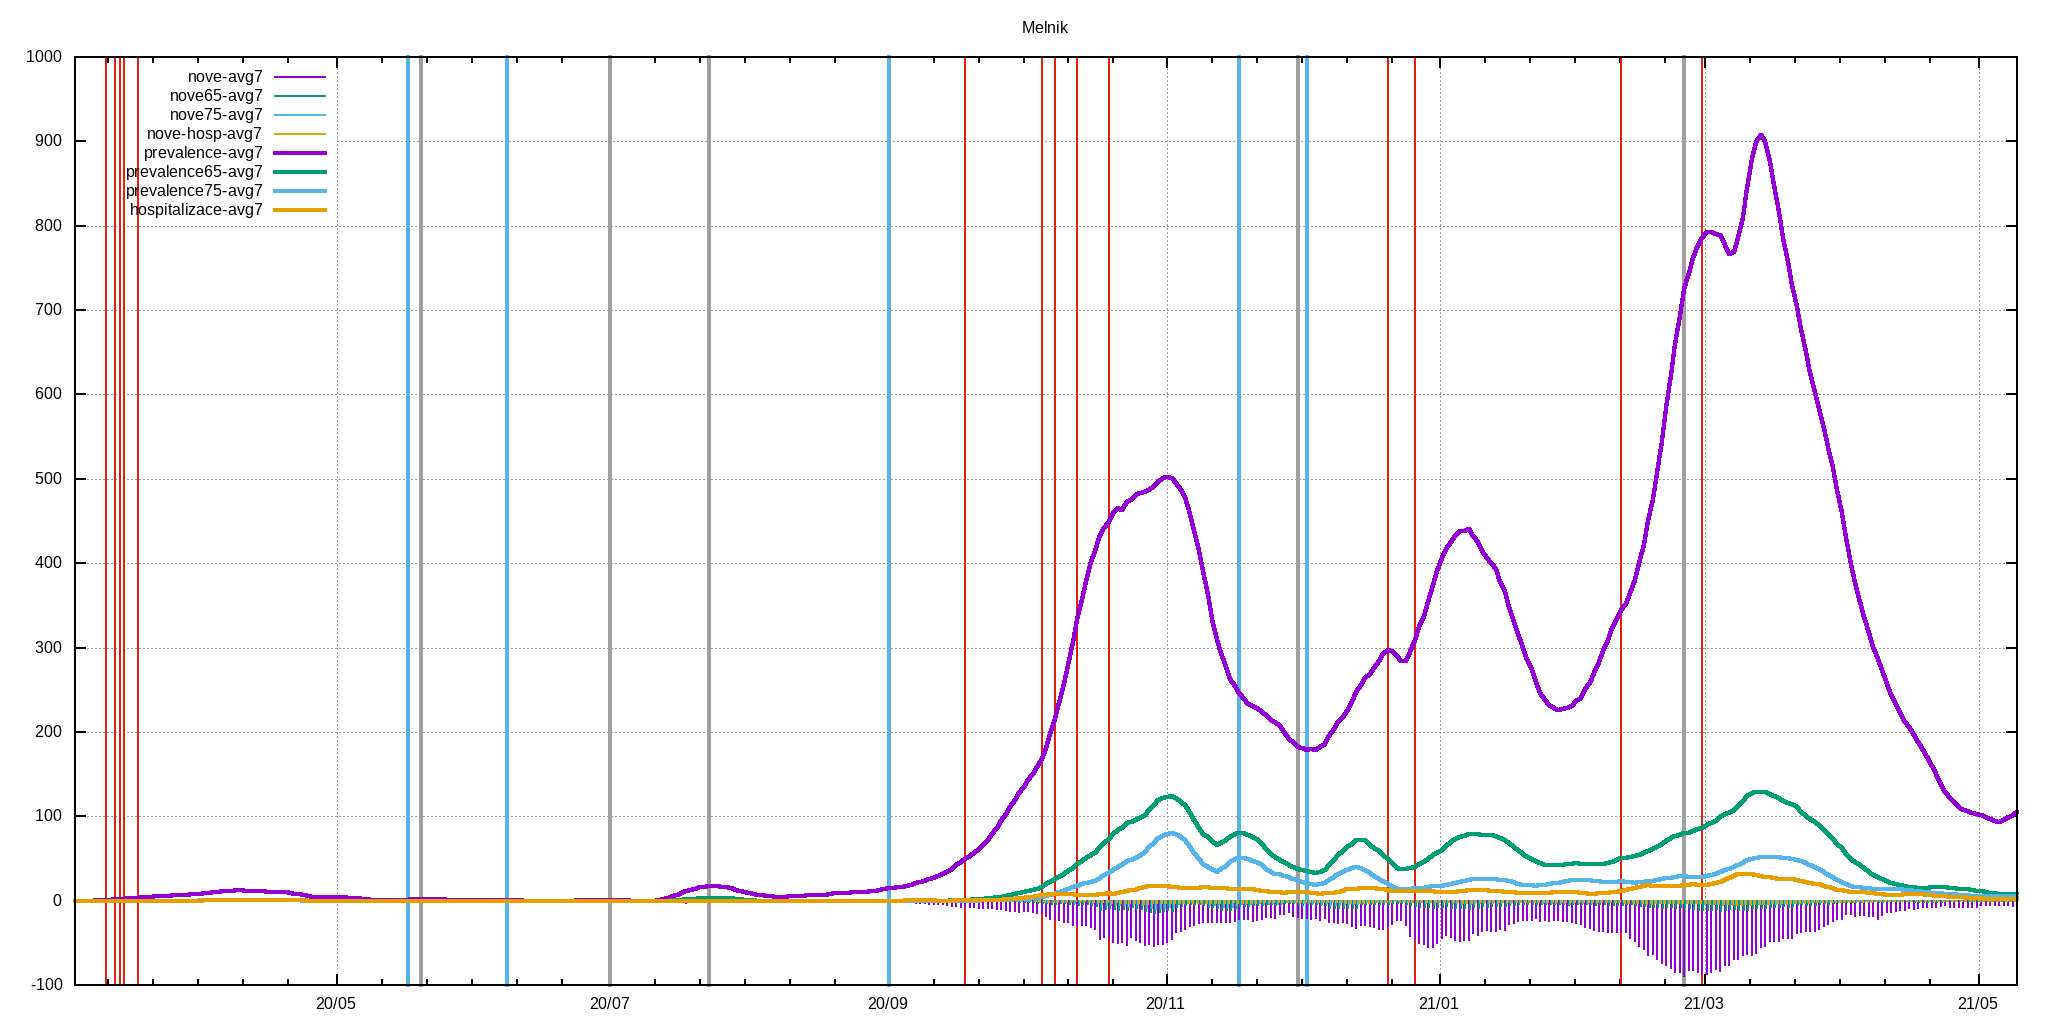 Melnik
1000
900
800
700
600
500
400
300
200
100
0
-100
nove-avg7
nove65-avg7
nove75-avg7
nove-hosp-avg7
prevalence-avg7
prevalence65-avg7
prevalence75-avg7
hospitalizace-avg7
20/05 20/07 20/09 20/11 21/01 21/03 21/05